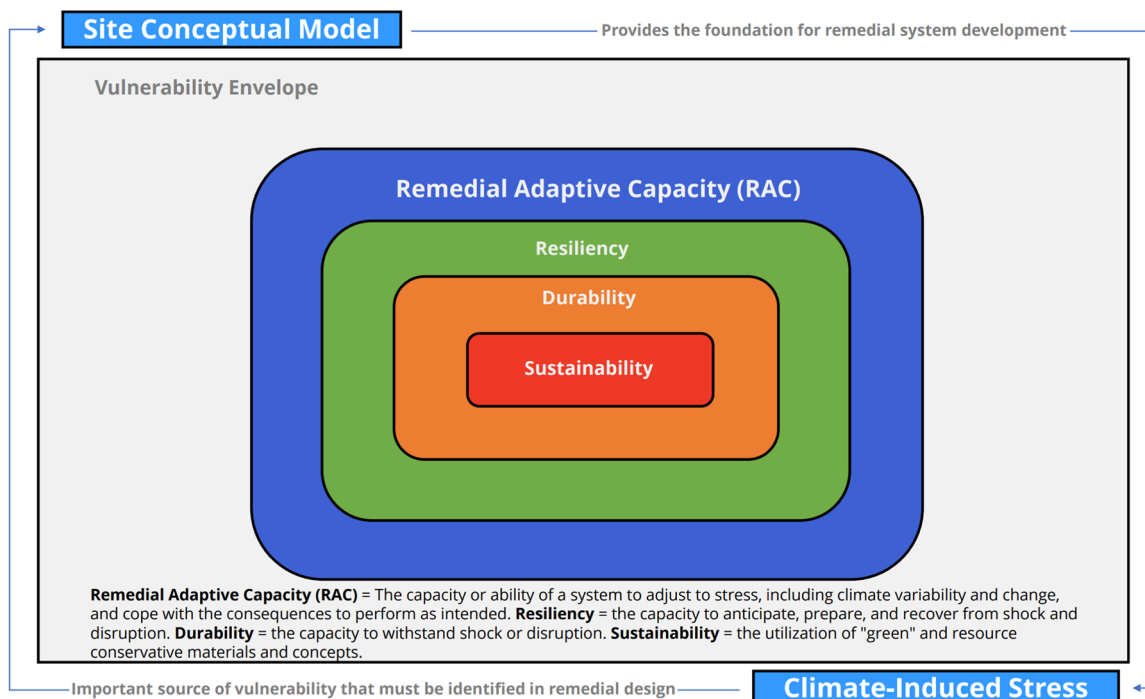 Site Conceptual Model
Provides the foundation for remedial system development
Vulnerability Envelope
Remedial Adaptive Capacity (RAC)
Resiliency
Durability
Sustainability
Remedial Adaptive Capacity (RAC) = The capacity or ability of a system to adjust to stress, including climate variability and change,
and cope with the consequences to perform as intended. Resiliency = the capacity to anticipate, prepare, and recover from shock and
disruption. Durability = the capacity to withstand shock or disruption. Sustainability = the utilization of "green" and resource
conservative materials and concepts.
Important source of vulnerability that must be identified in remedial design
Climate-Induced Stress